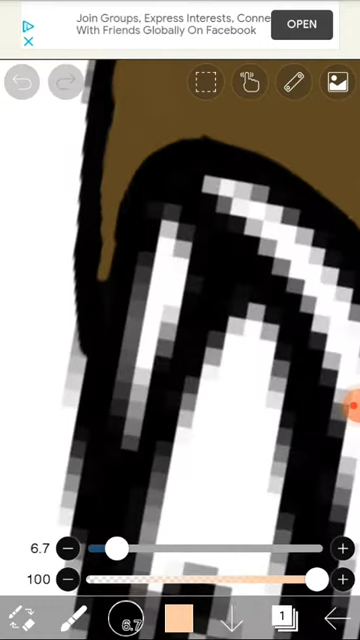 Join Groups, Express Interests, Conne
With Friends Globally On Facebook
OPEN
6.7
100
6.7
1